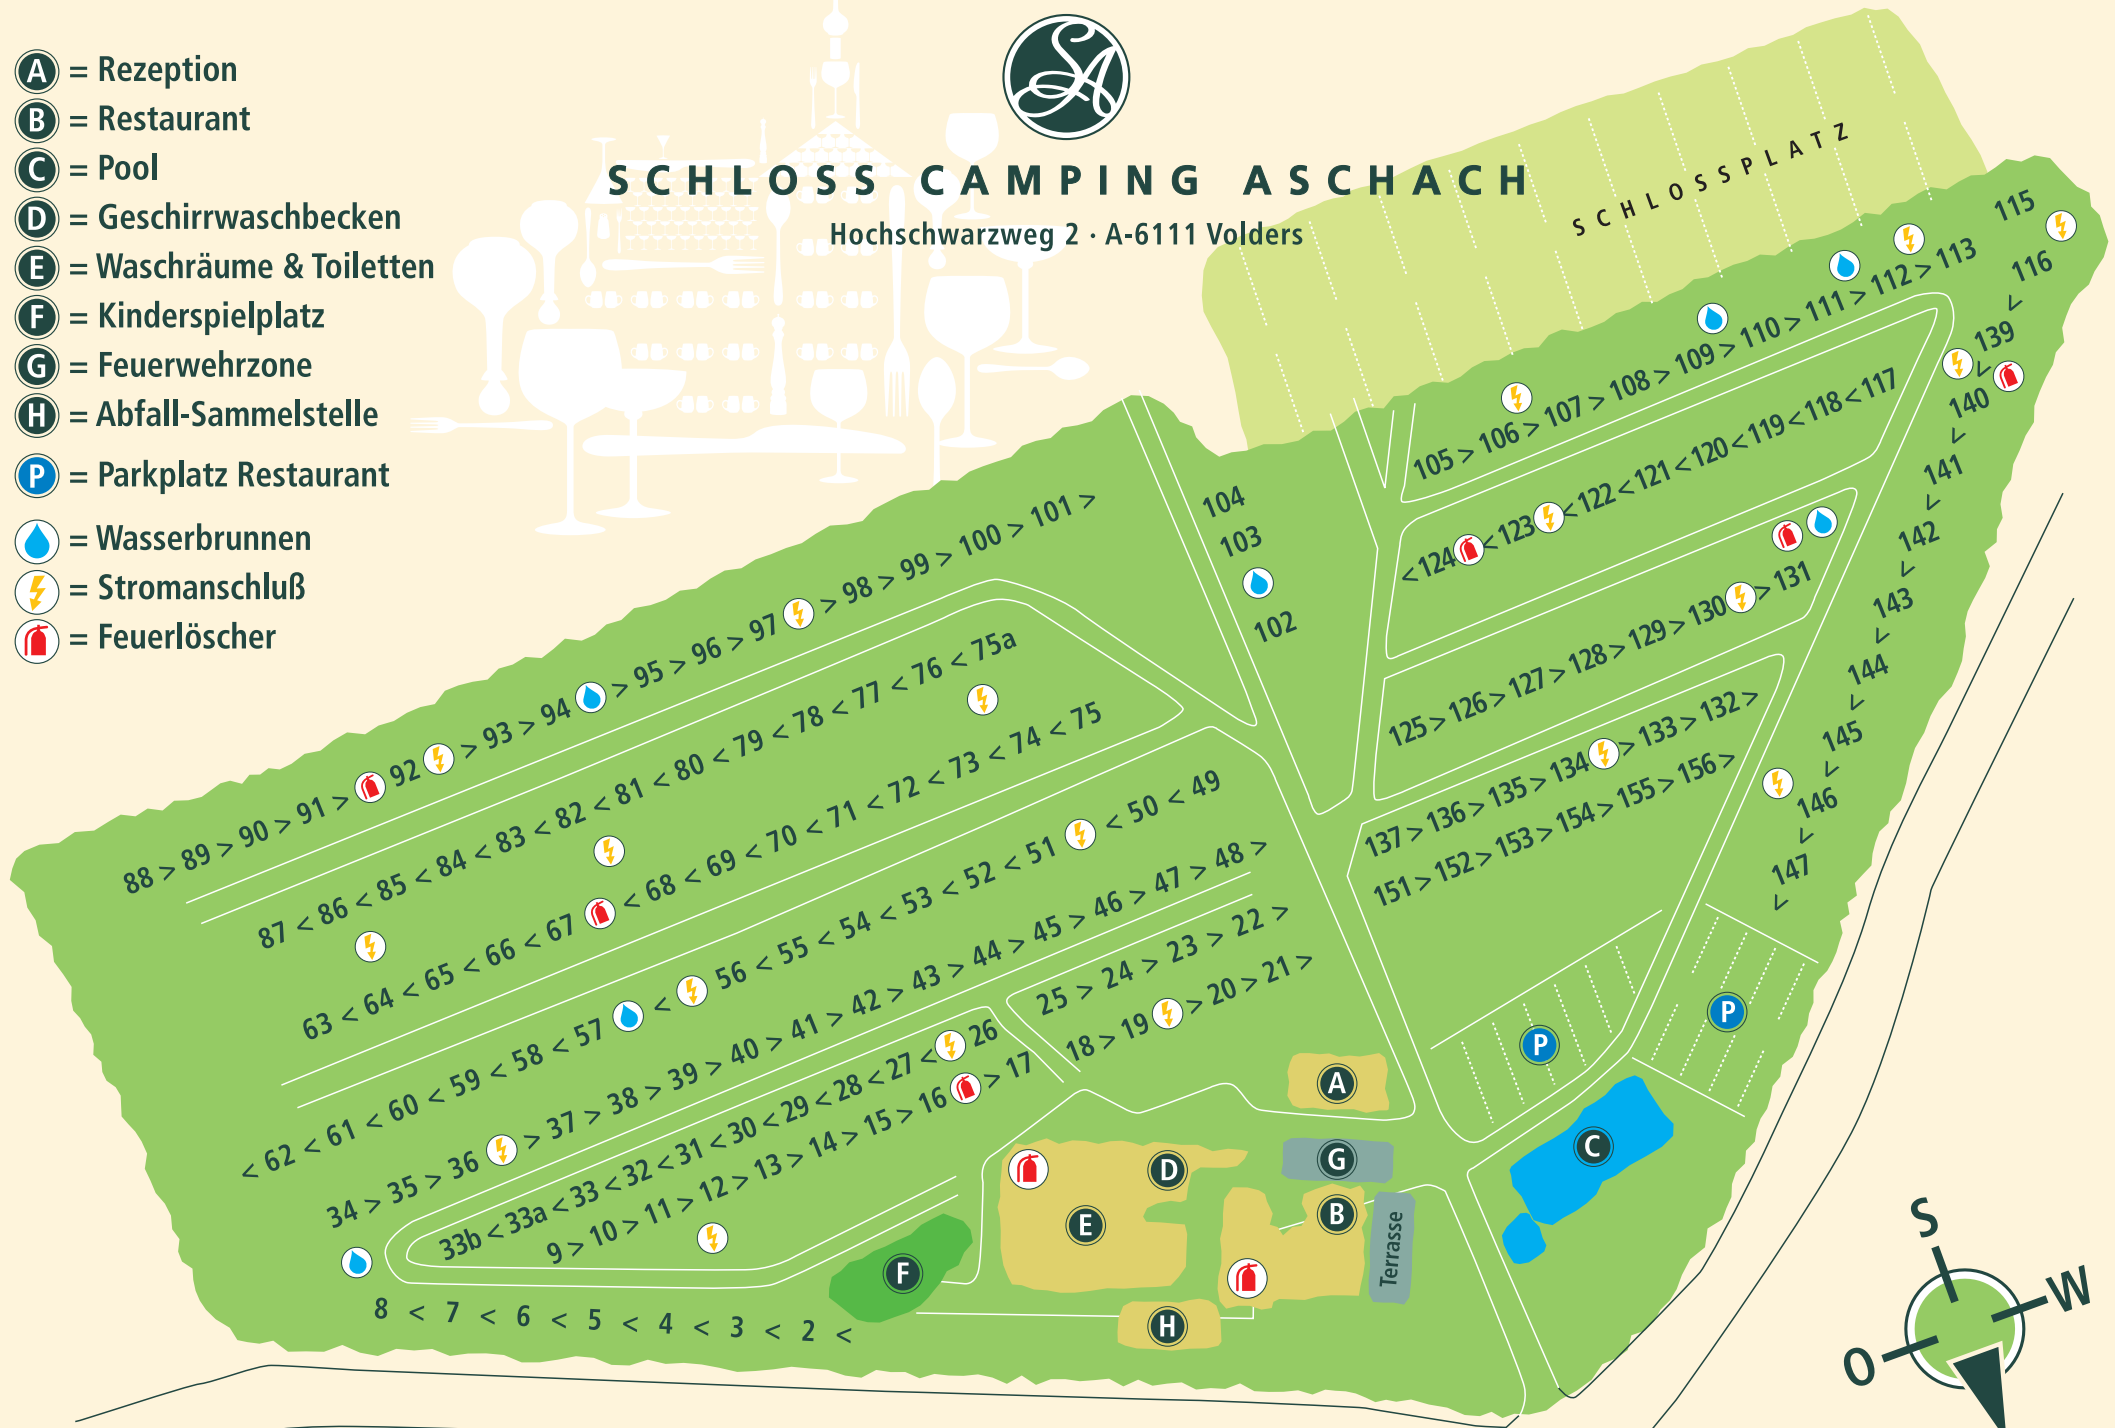 A = Rezeption
B = Restaurant
C = Pool
D = Geschirrwaschbecken
E = Waschräume & Toiletten
F = Kinderspielplatz
G = Feuerwehrzone
H = Abfall-Sammelstelle
P = Parkplatz Restaurant
= Wasserbrunnen
= Stromanschluß
= Feuerlöscher
SA
SCHLOSS CAMPING ASCHACH
Hochschwarzweg 2 · A-6111 Volders
SCHLOSSPLATZ
115
116 <
139 <
140 <
141 <
142 <
143 <
144 <
145 <
146 <
147 <
105 > 106 > 107 > 108 > 109 > 110 > 111 > 112 > 113
< 124 < 123 < 122 < 121 < 120 < 119 < 118 < 117
125 > 126 > 127 > 128 > 129 > 130 > 131
137 > 136 > 135 > 134 > 133 > 132 >
151 > 152 > 153 > 154 > 155 > 156 >
104
103
102
88 > 89 > 90 > 91 > 92 > 93 > 94 > 95 > 96 > 97 > 98 > 99 > 100 > 101 >
87 < 86 < 85 < 84 < 83 < 82 < 81 < 80 < 79 < 78 < 77 < 76 < 75a
63 < 64 < 65 < 66 < 67 < 68 < 69 < 70 < 71 < 72 < 73 < 74 < 75
< 62 < 61 < 60 < 59 < 58 < 57 < 56 < 55 < 54 < 53 < 52 < 51 < 50 < 49
34 > 35 > 36 > 37 > 38 > 39 > 40 > 41 > 42 > 43 > 44 > 45 > 46 > 47 > 48 >
25 > 24 > 23 > 22 >
18 > 19 > 20 > 21 >
33b < 33a < 33 < 32 < 31 < 30 < 29 < 28 < 27 < 26
9 > 10 > 11 > 12 > 13 > 14 > 15 > 16 > 17
8 < 7 < 6 < 5 < 4 < 3 < 2 <
P
P
A
G
D
E
B
Terrasse
C
F
H
S
W
O